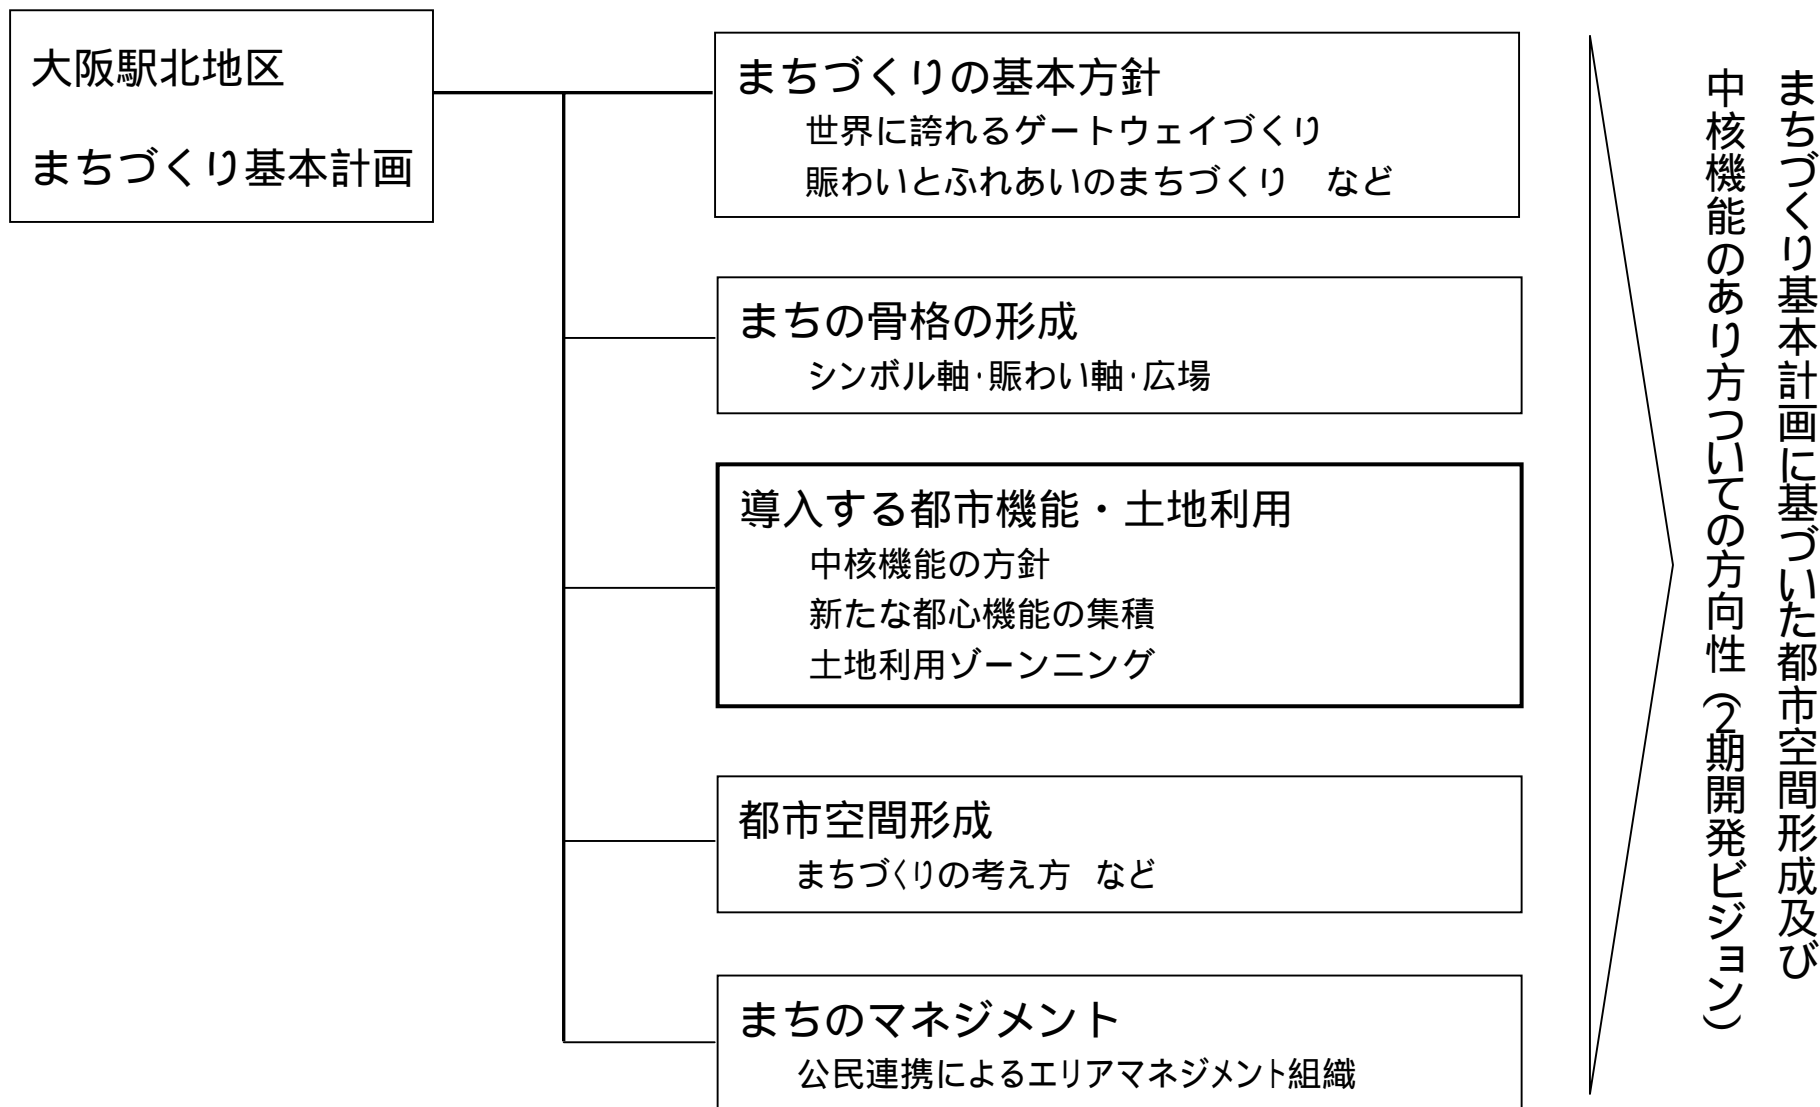 大阪駅北地区
まちづくり基本計画
まちづくりの基本方針
世界に誇れるゲートウェイづくり
賑わいとふれあいのまちづくり　など
まちの骨格の形成
シンボル軸・賑わい軸・広場
導入する都市機能・土地利用
中核機能の方針
新たな都心機能の集積
土地利用ゾーンニング
都市空間形成
まちづくりの考え方　など
まちのマネジメント
公民連携によるエリアマネジメント組織
まちづくり基本計画に基づいた都市空間形成及び
中核機能のあり方ついての方向性（2期開発ビジョン）